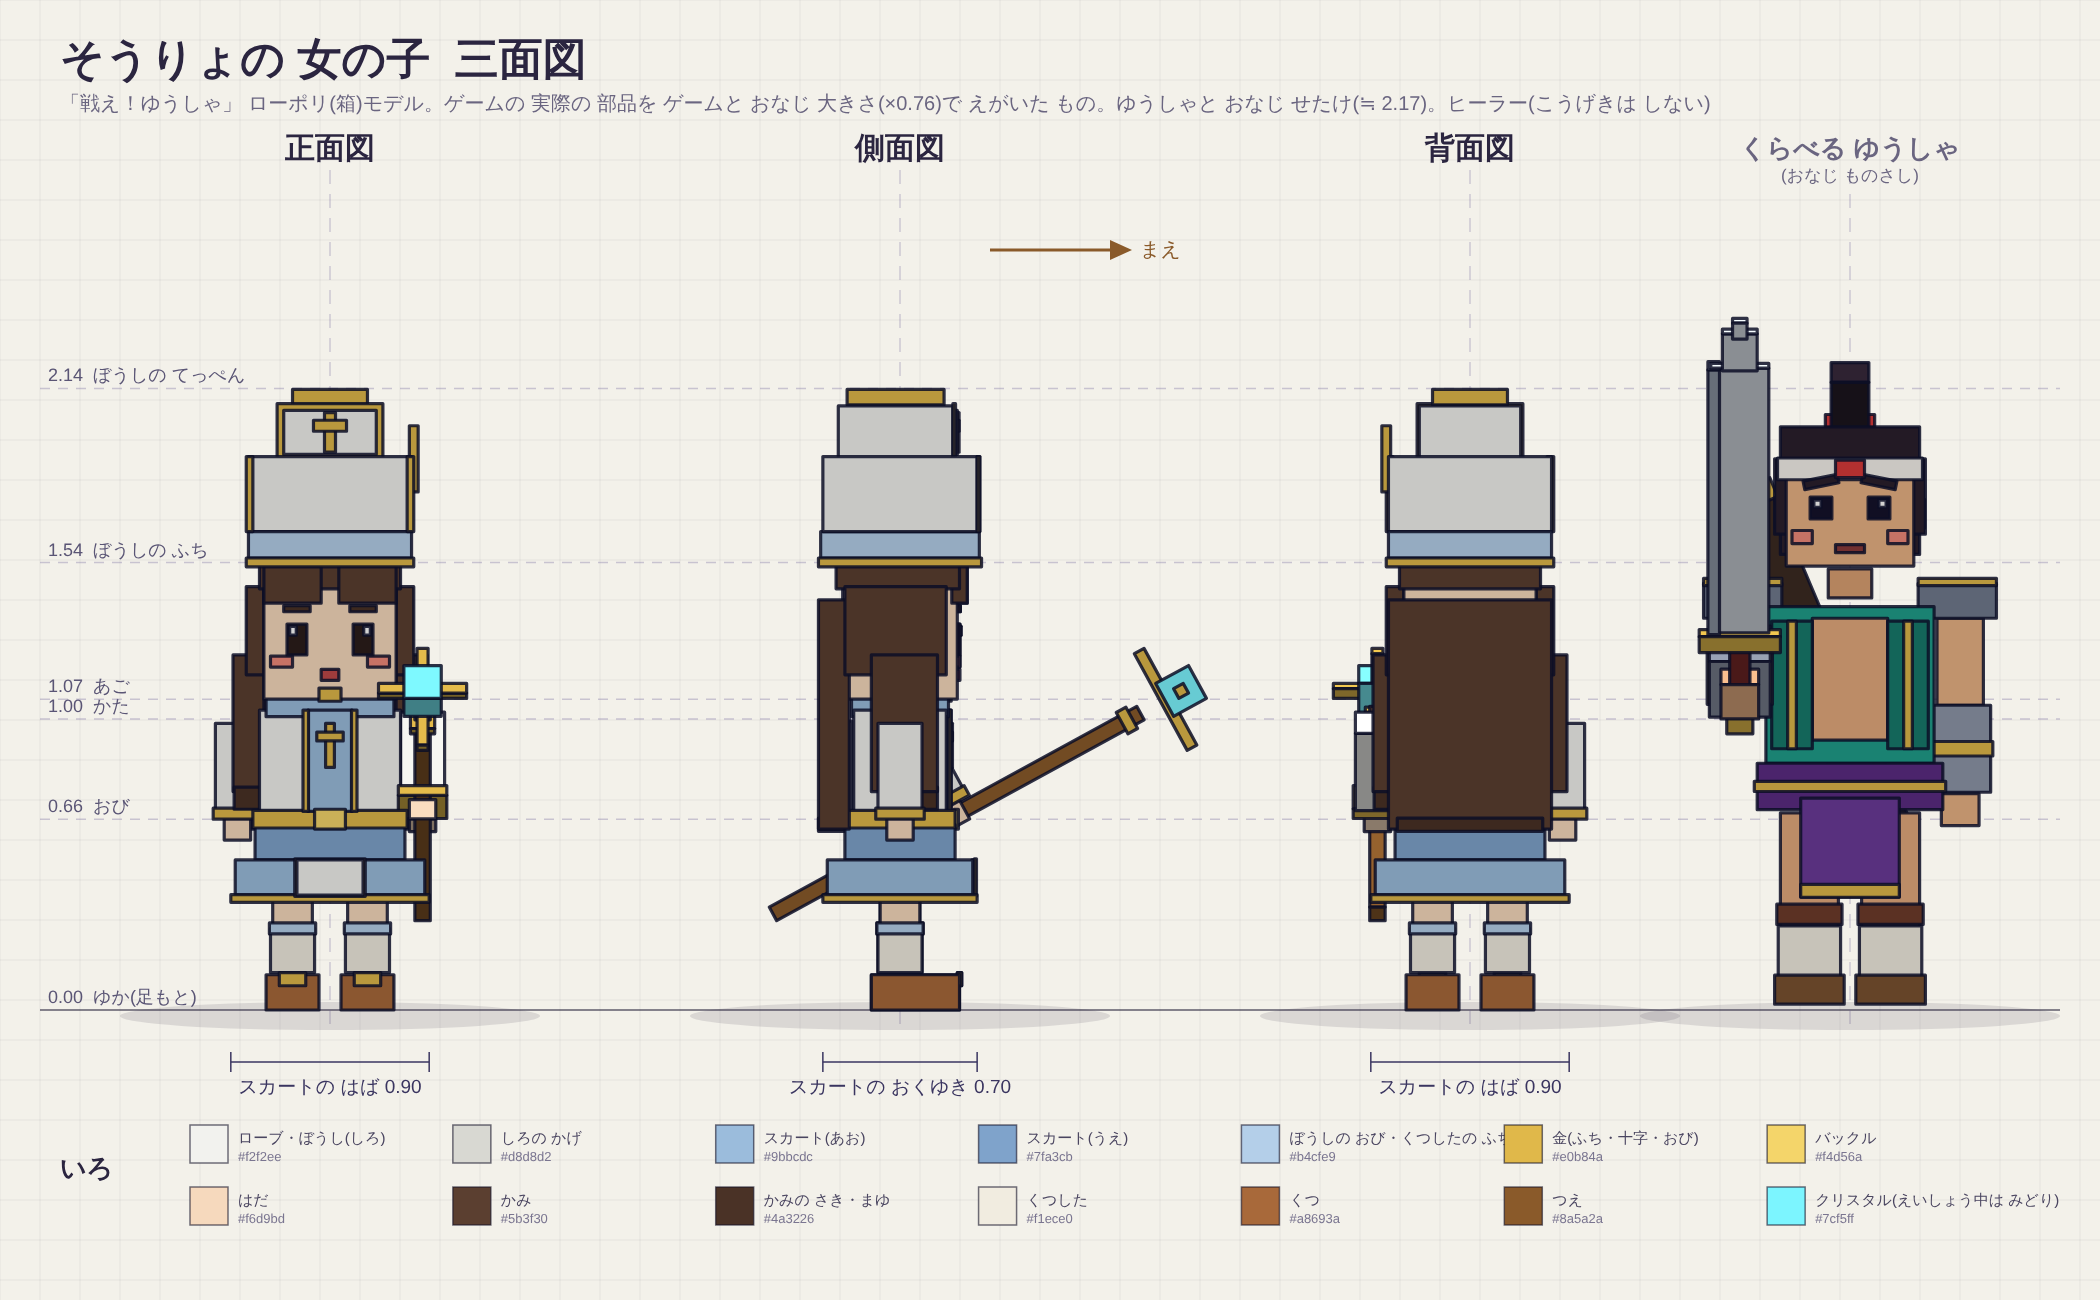 そうりょの 女の子 三面図
「戦え！ゆうしゃ」 ローポリ(箱)モデル。ゲームの 実際の 部品を ゲームと おなじ 大きさ(×0.76)で えがいた もの。ゆうしゃと おなじ せたけ(≒ 2.17)。ヒーラー(こうげきは しない)
正面図
側面図
背面図
くらべる ゆうしゃ
(おなじ ものさし)
まえ
2.14 ぼうしの てっぺん
1.54 ぼうしの ふち
1.07 あご
1.00 かた
0.66 おび
0.00 ゆか(足もと)
スカートの はば 0.90
スカートの おくゆき 0.70
スカートの はば 0.90
いろ
ローブ・ぼうし(しろ)
#f2f2ee
しろの かげ
#d8d8d2
スカート(あお)
#9bbcdc
スカート(うえ)
#7fa3cb
ぼうしの おび・くつしたの ふち
#b4cfe9
金(ふち・十字・おび)
#e0b84a
バックル
#f4d56a
はだ
#f6d9bd
かみ
#5b3f30
かみの さき・まゆ
#4a3226
くつした
#f1ece0
くつ
#a8693a
つえ
#8a5a2a
クリスタル(えいしょう中は みどり)
#7cf5ff